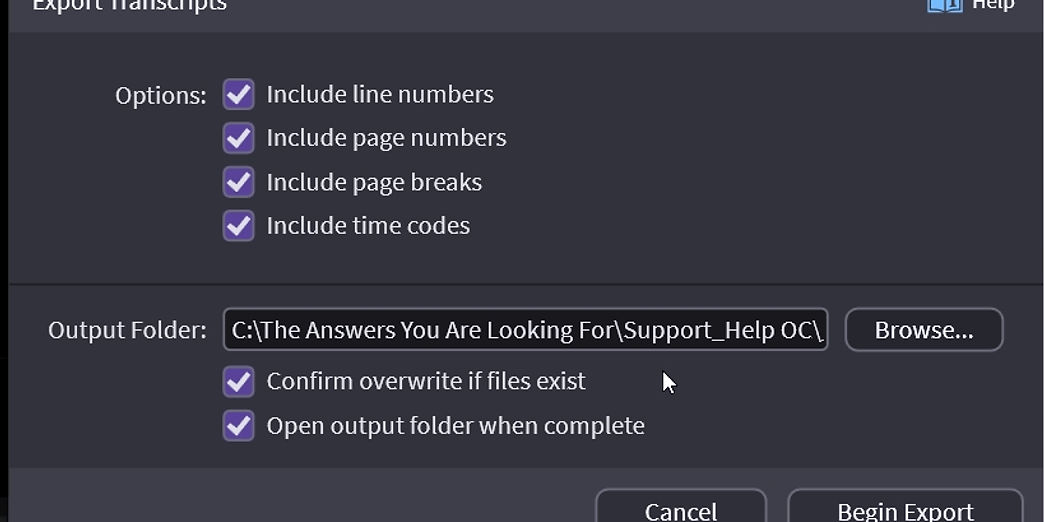 Export Transcripts
Help
Options:
Include line numbers
Include page numbers
Include page breaks
Include time codes
Output Folder:
C:\The Answers You Are Looking For\Support_Help OC\
Browse...
Confirm overwrite if files exist
Open output folder when complete
Cancel
Begin Export